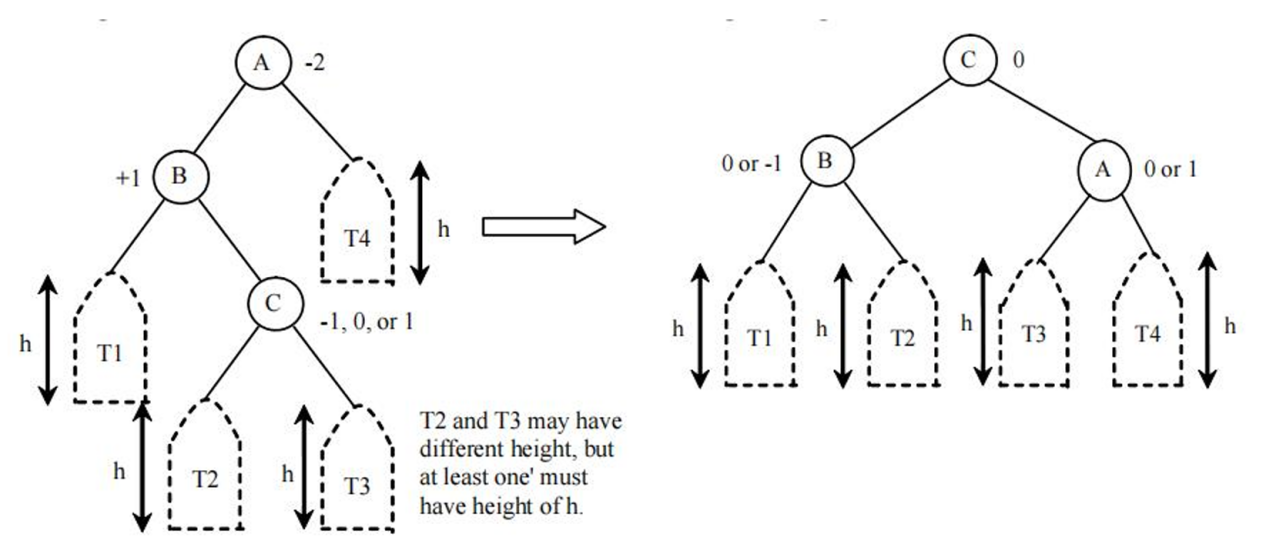 A -2
C 0
+1 B
0 or -1 B
A 0 or 1
T4 h
h T1
C
-1, 0, or 1
h T1
h T2
h T3
T4 h
h T2
h T3
T2 and T3 may have
different height, but
at least one' must
have height of h.